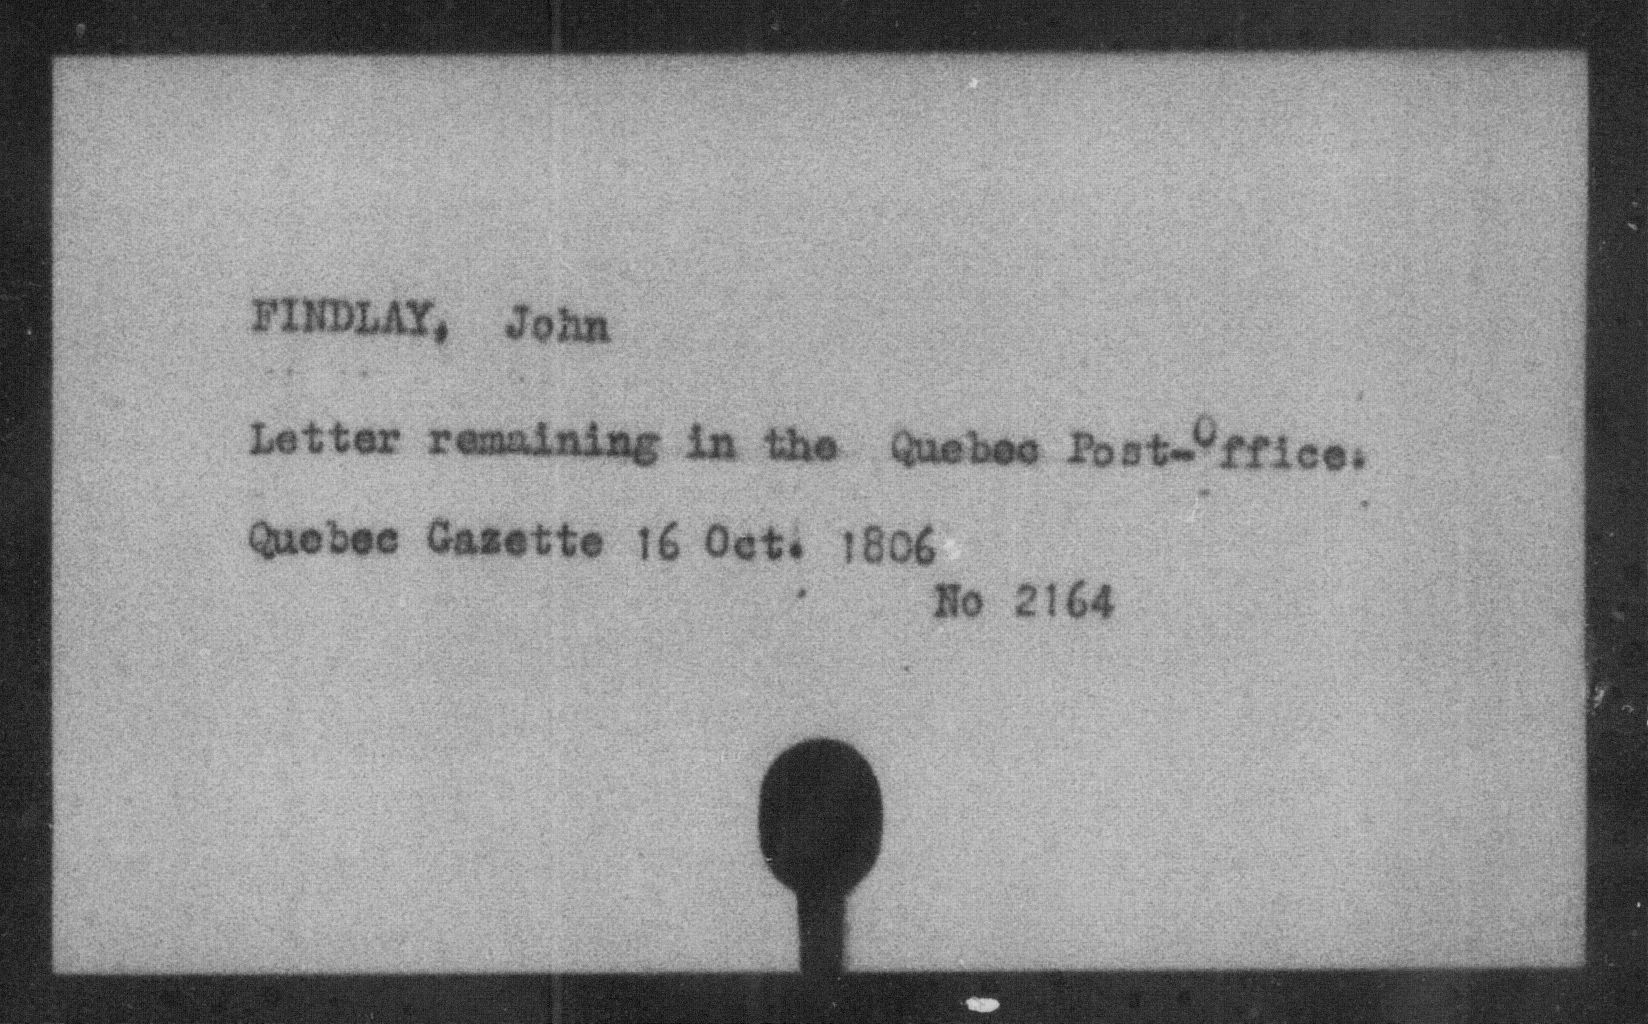 FINDLAY, John
Letter remaining in the Quebec Post-Office.
Quebec Gazette 16 Oct. 1806
No 2164